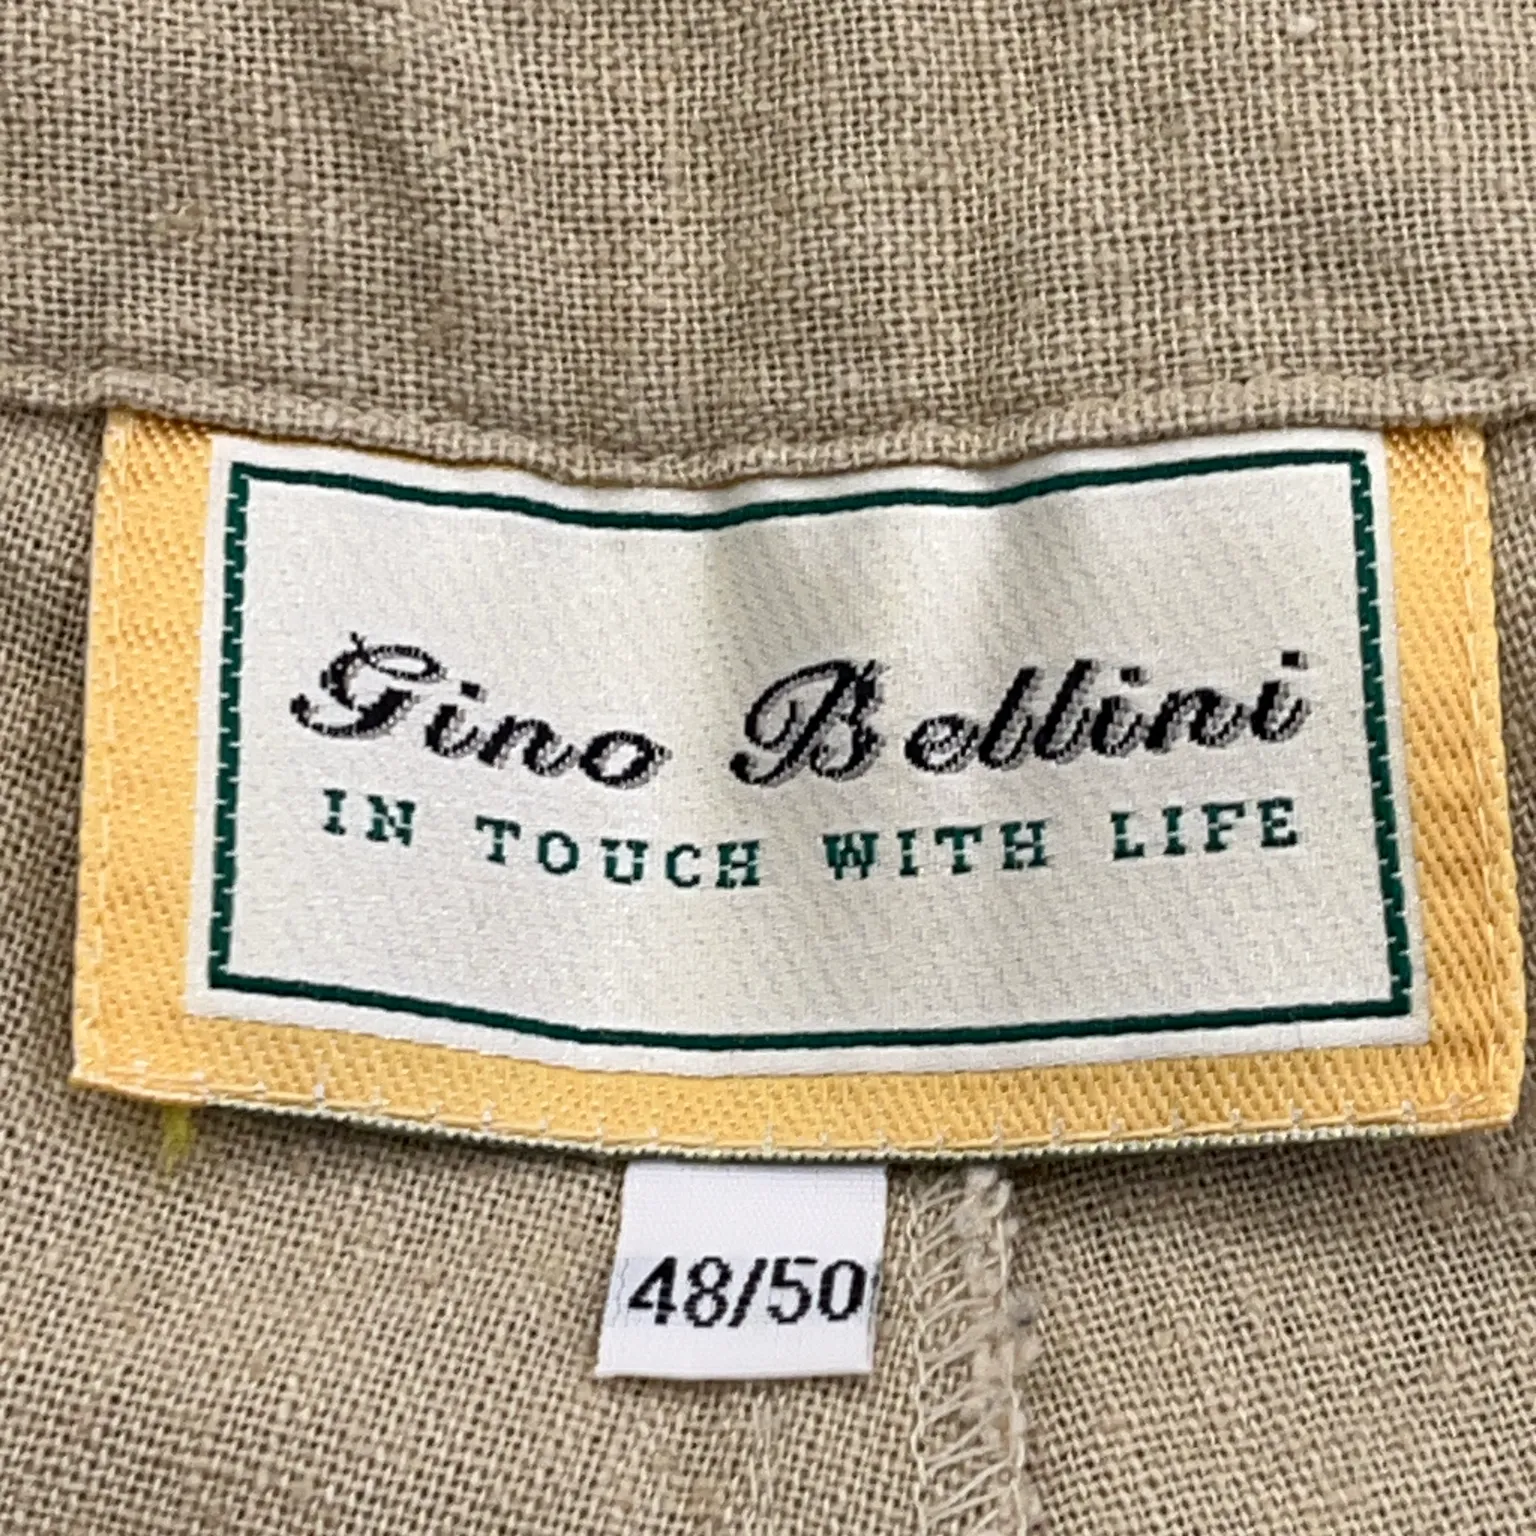 Gino Bellini
IN TOUCH WITH LIFE
48/50